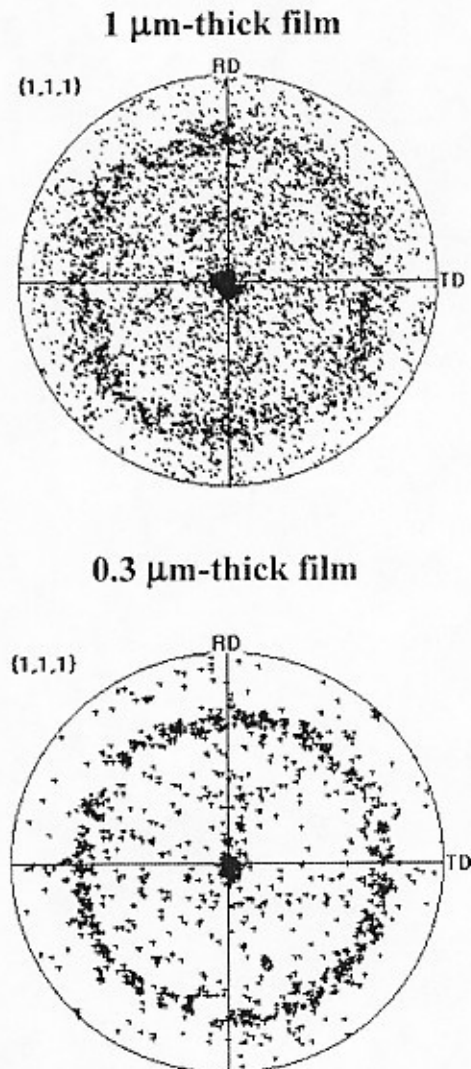 1 μm-thick film
RD
{1,1,1}
TD
0.3 μm-thick film
RD
{1,1,1}
TD